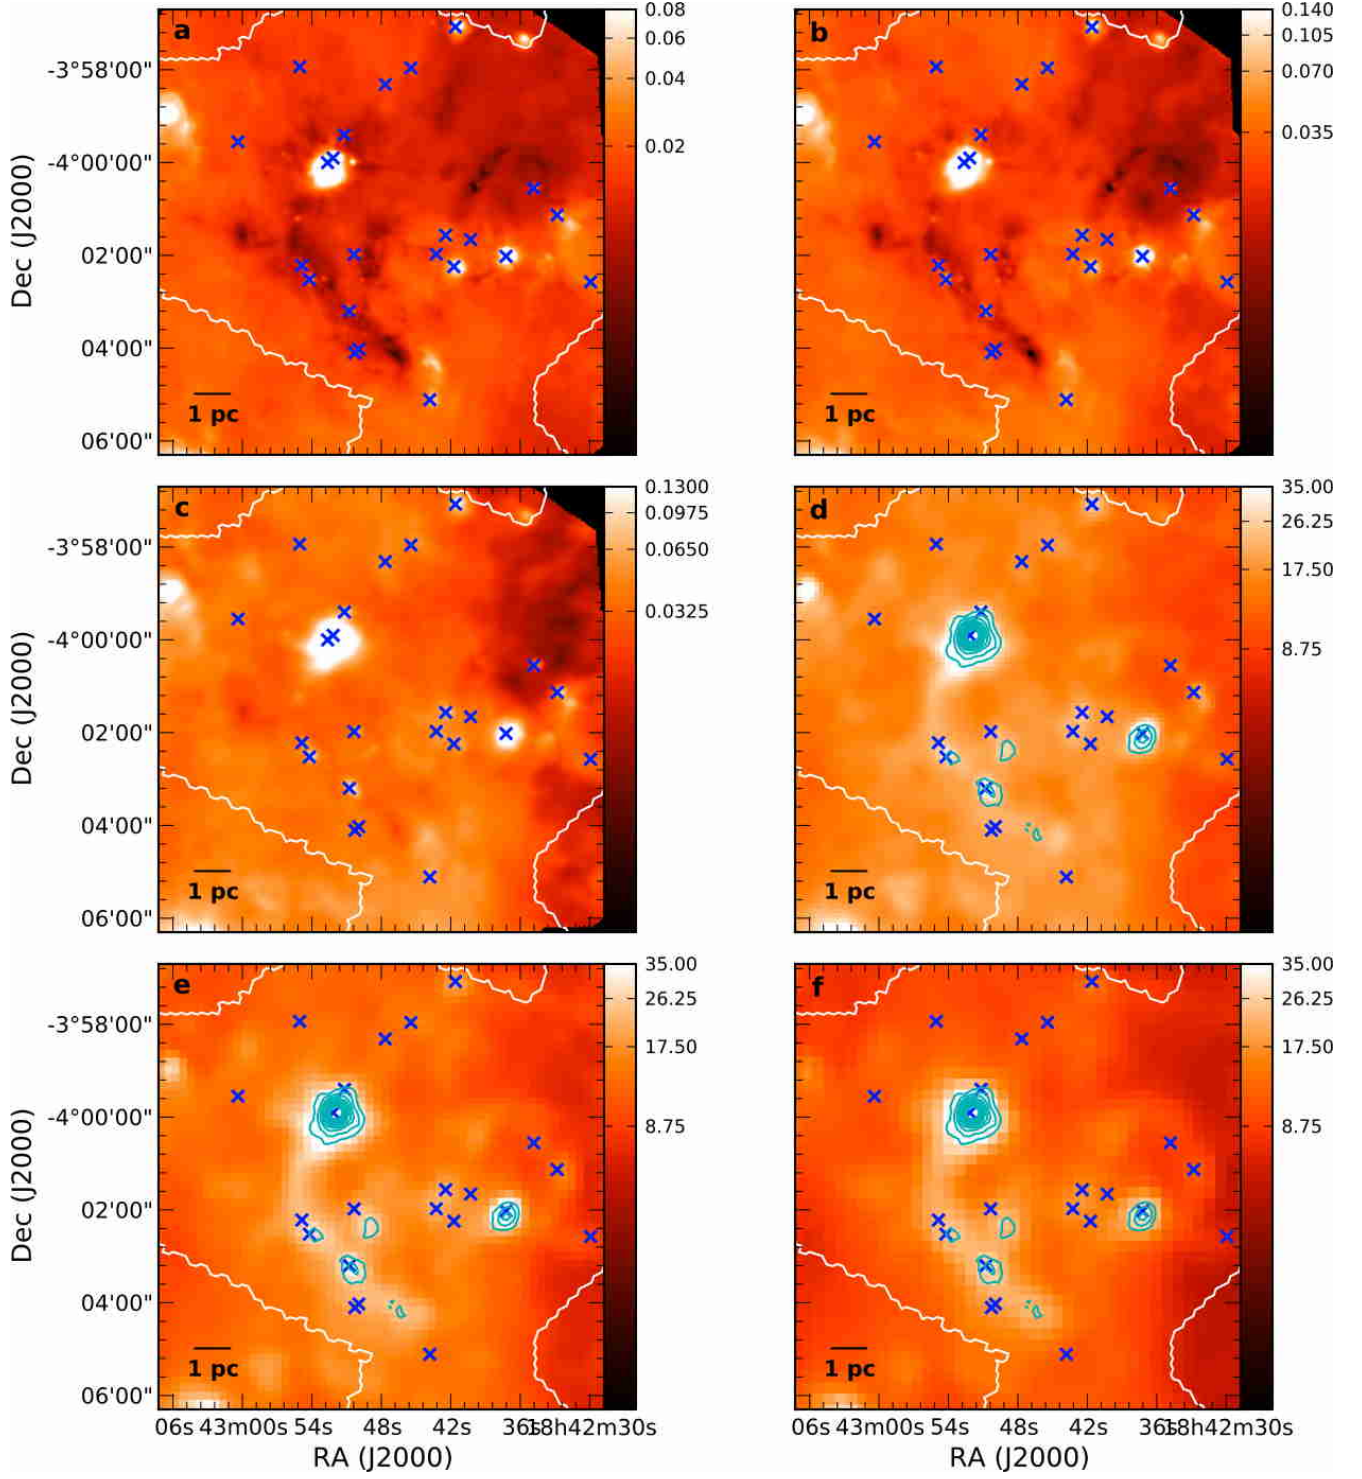 a
0.08
0.06
0.04
0.02
-3°58'00"
-4°00'00"
02'00"
04'00"
06'00"
Dec (J2000)
1 pc
b
0.140
0.105
0.070
0.035
1 pc
c
0.1300
0.0975
0.0650
0.0325
-3°58'00"
-4°00'00"
02'00"
04'00"
06'00"
Dec (J2000)
1 pc
d
35.00
26.25
17.50
8.75
1 pc
e
35.00
26.25
17.50
8.75
-3°58'00"
-4°00'00"
02'00"
04'00"
06'00"
Dec (J2000)
1 pc
06s 43m00s 54s 48s 42s 36s 18h42m30s
RA (J2000)
f
35.00
26.25
17.50
8.75
1 pc
06s 43m00s 54s 48s 42s 36s 18h42m30s
RA (J2000)